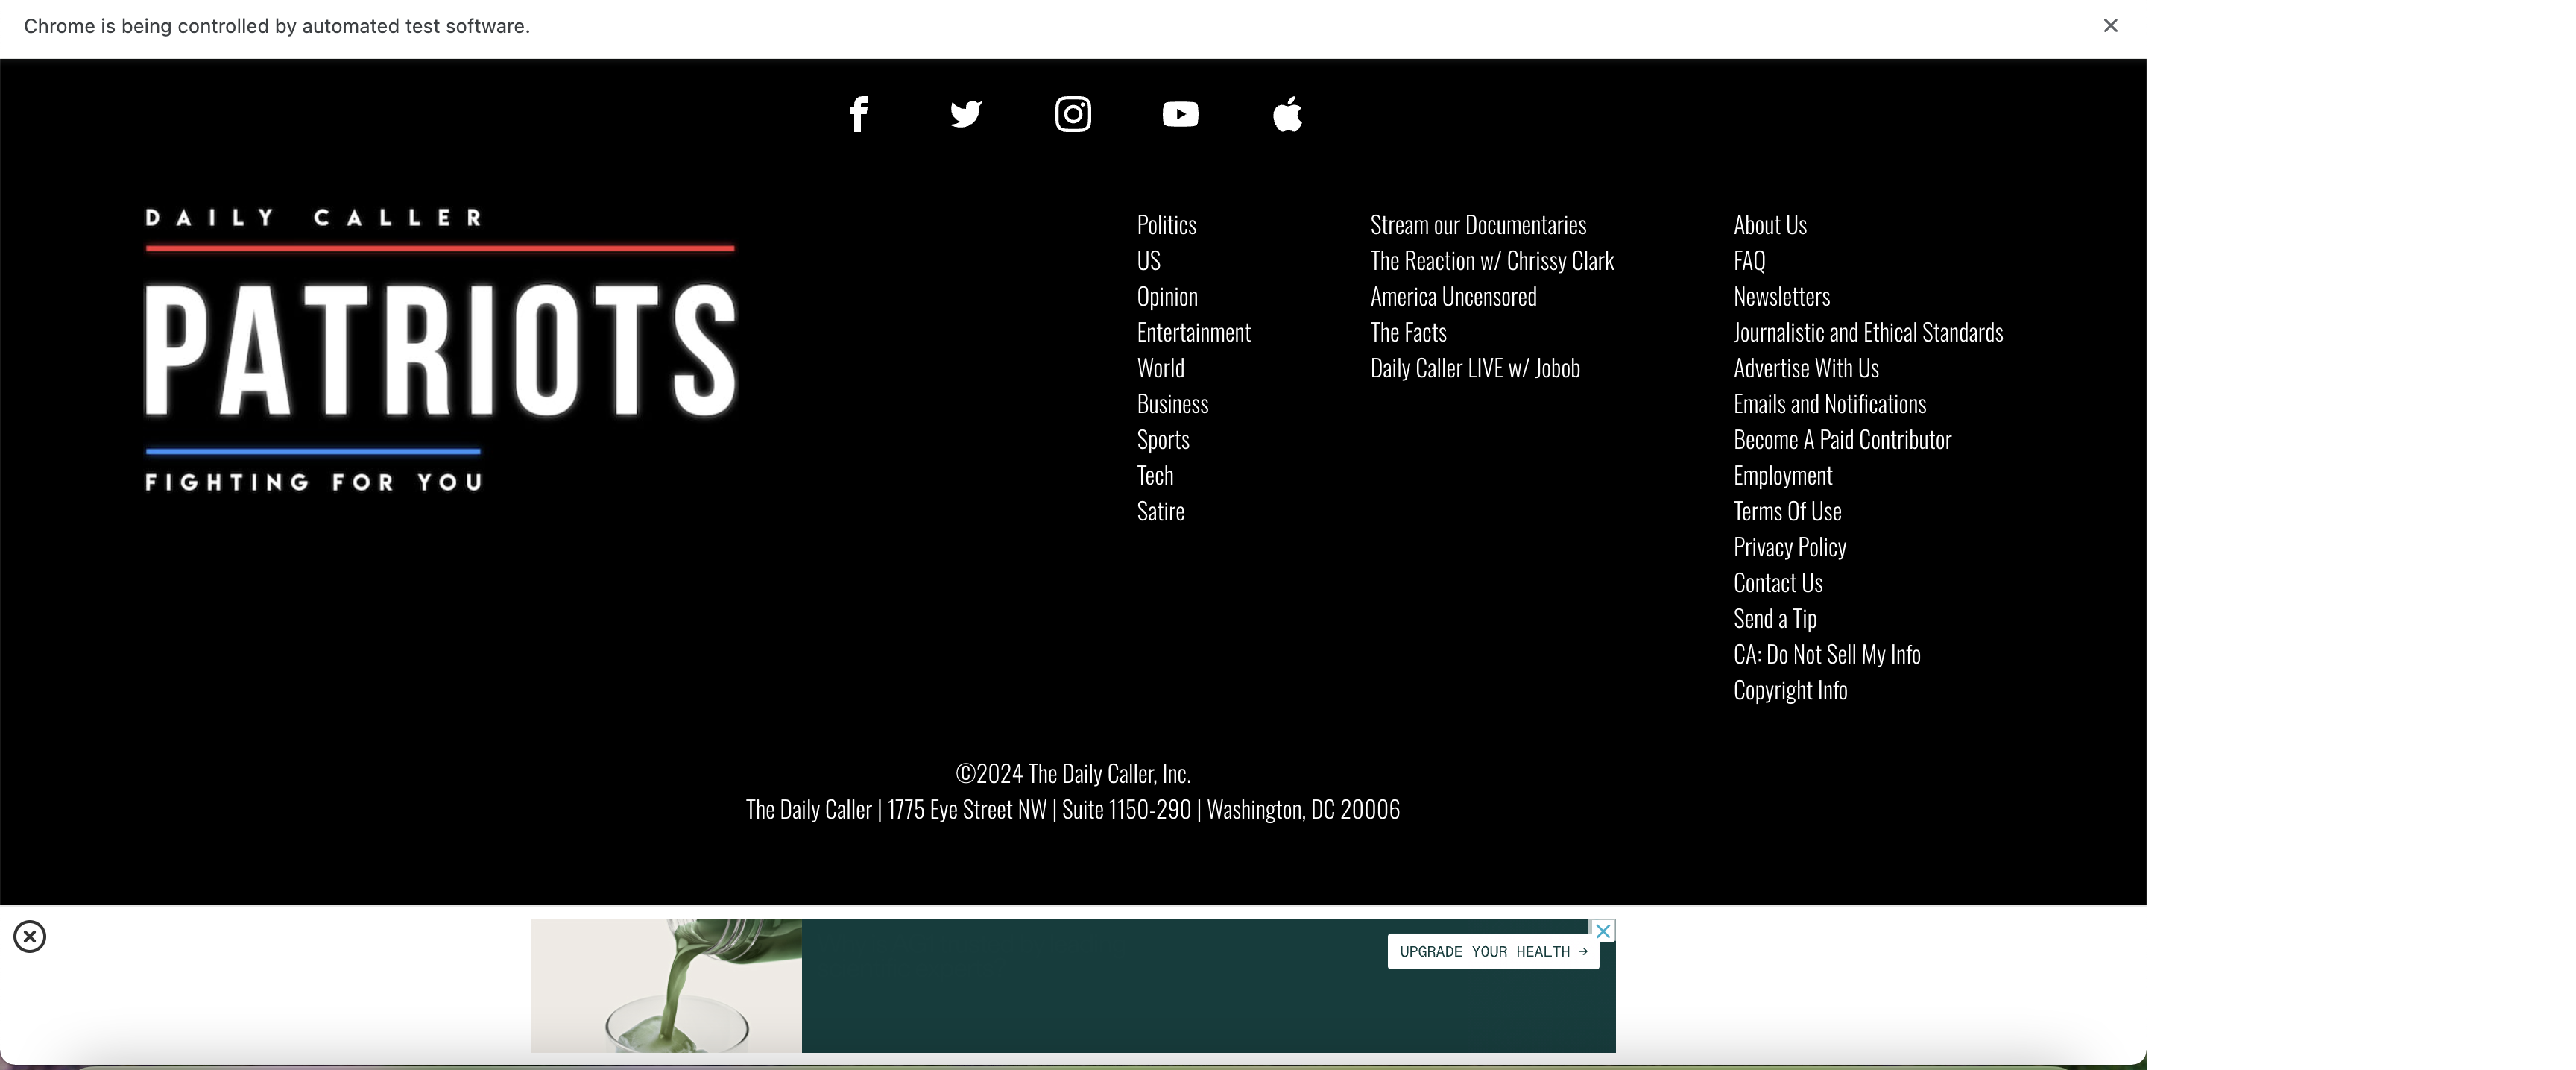 Chrome is being controlled by automated test software.
DAILY CALLER
PATRIOTS
FIGHTING FOR YOU
Politics
US
Opinion
Entertainment
World
Business
Sports
Tech
Satire
Stream our Documentaries
The Reaction w/ Chrissy Clark
America Uncensored
The Facts
Daily Caller LIVE w/ Jobob
About Us
FAQ
Newsletters
Journalistic and Ethical Standards
Advertise With Us
Emails and Notifications
Become A Paid Contributor
Employment
Terms Of Use
Privacy Policy
Contact Us
Send a Tip
CA: Do Not Sell My Info
Copyright Info
©2024 The Daily Caller, Inc.
The Daily Caller | 1775 Eye Street NW | Suite 1150-290 | Washington, DC 20006
UPGRADE YOUR HEALTH →